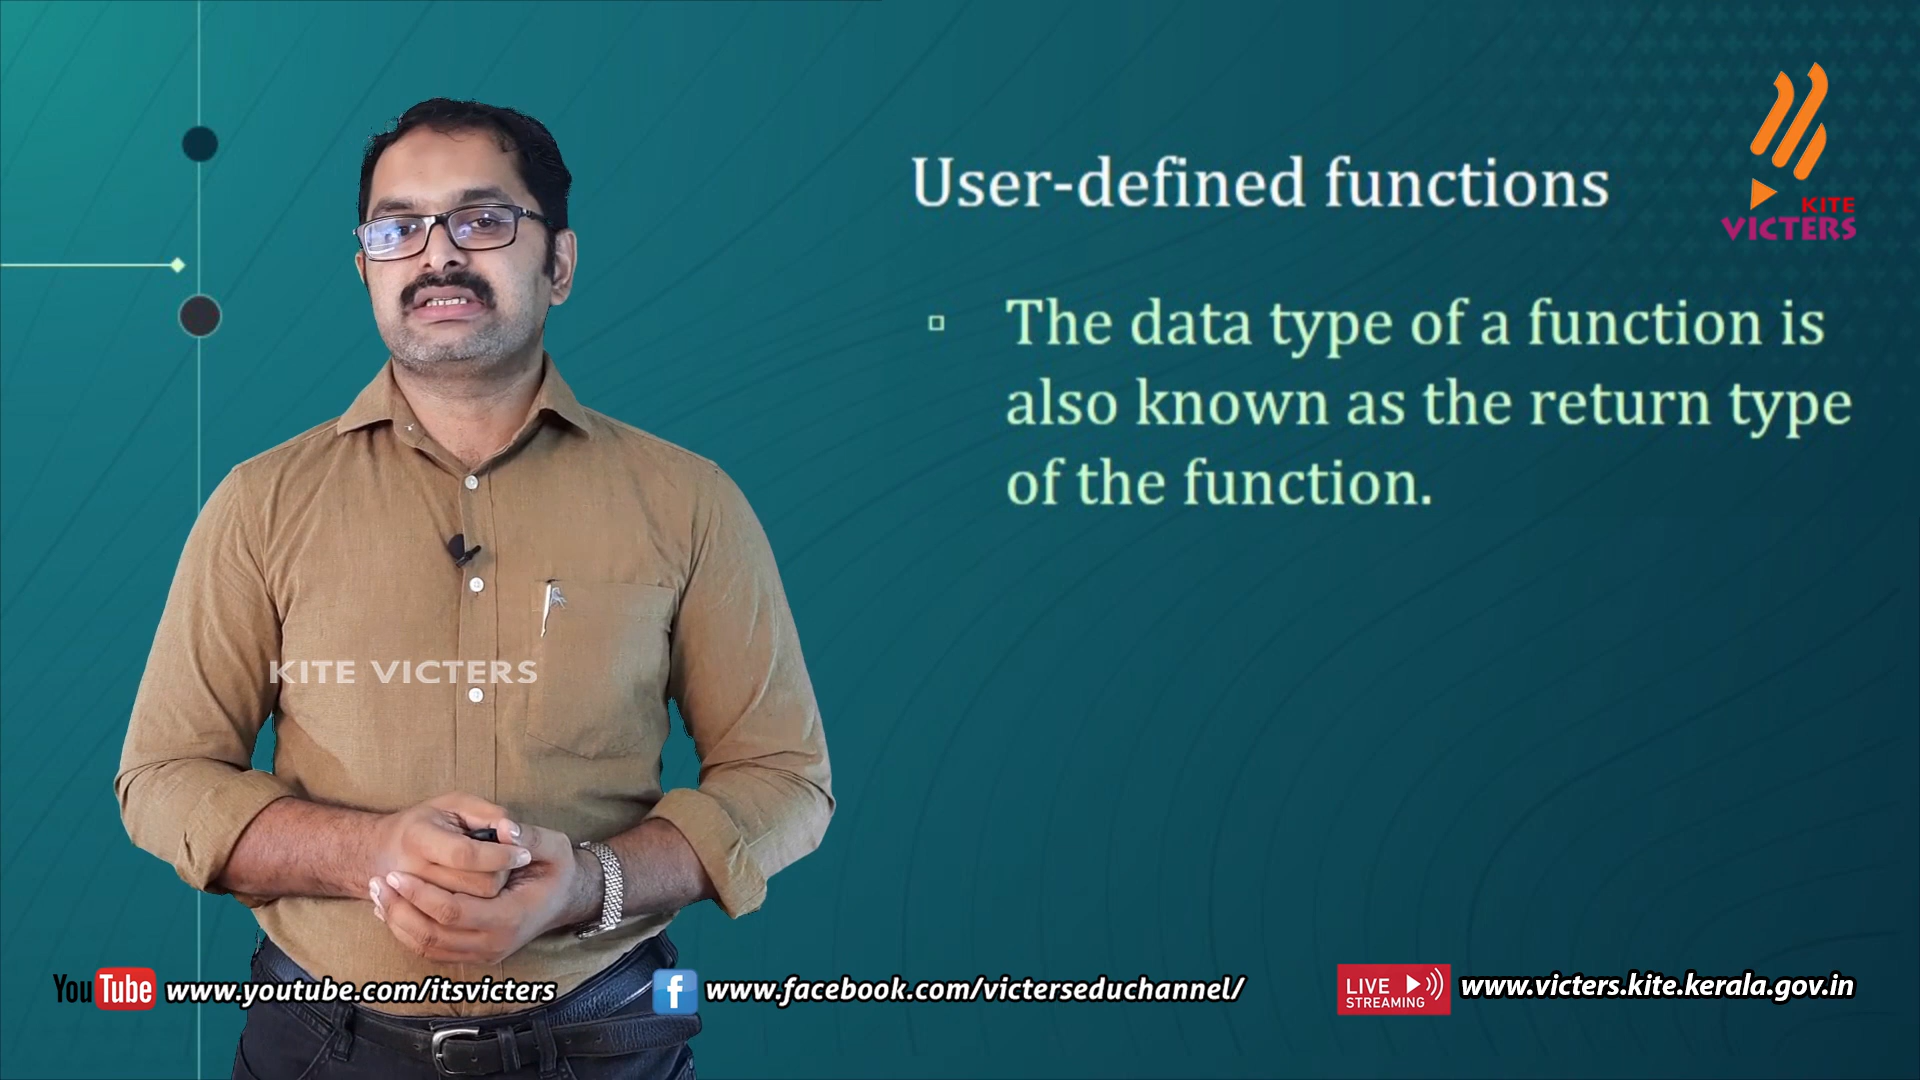 User-defined functions
KITE
VICTERS
▫ The data type of a function is
also known as the return type
of the function.
KITE VICTERS
YouTube www.youtube.com/itsvicters
f www.facebook.com/victerseduchannel/
LIVE
STREAMING
www.victers.kite.kerala.gov.in